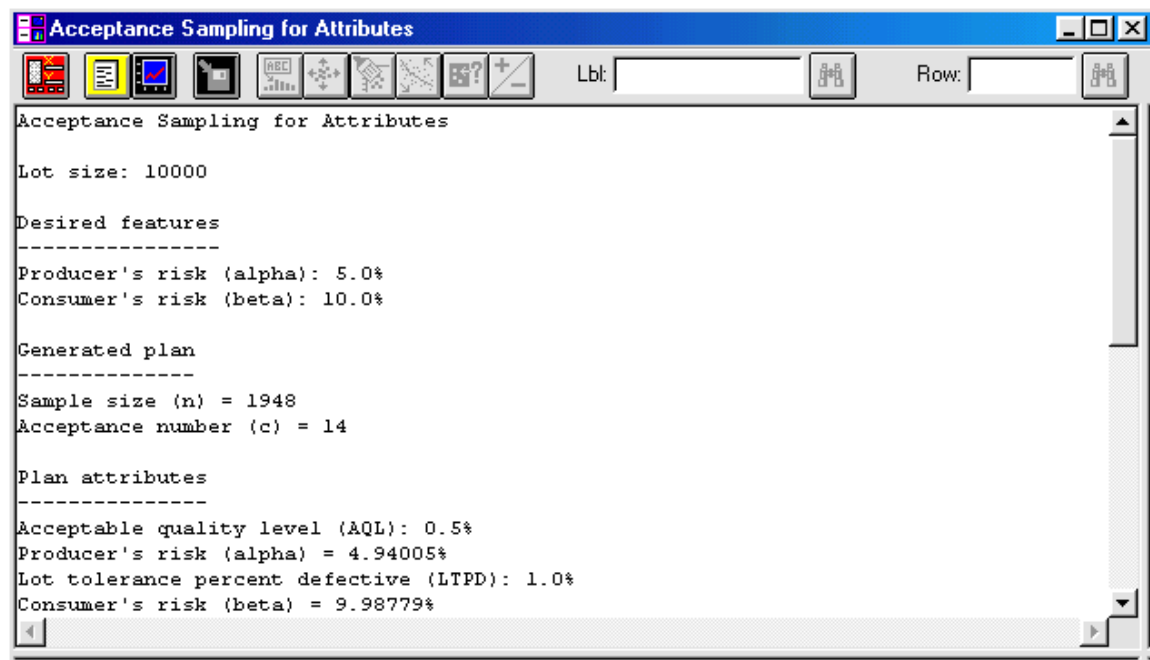 Acceptance Sampling for Attributes
ABC
Lbl:
Row:
Acceptance Sampling for Attributes
Lot size: 10000
Desired features
---------------
Producer's risk (alpha): 5.0%
Consumer's risk (beta): 10.0%
Generated plan
--------------
Sample size (n) = 1948
Acceptance number (c) = 14
Plan attributes
---------------
Acceptable quality level (AQL): 0.5%
Producer's risk (alpha) = 4.94005%
Lot tolerance percent defective (LTPD): 1.0%
Consumer's risk (beta) = 9.98779%